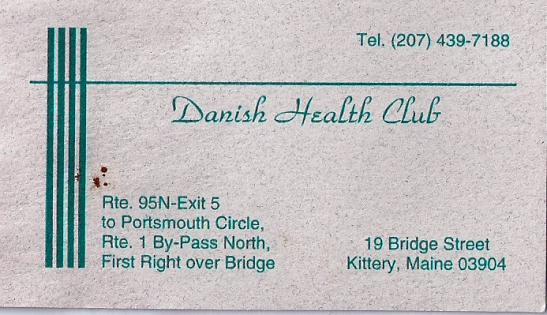 Tel. (207) 439-7188
Danish Health Club
Rte. 95N-Exit 5
to Portsmouth Circle,
Rte. 1 By-Pass North,
First Right over Bridge
19 Bridge Street
Kittery, Maine 03904